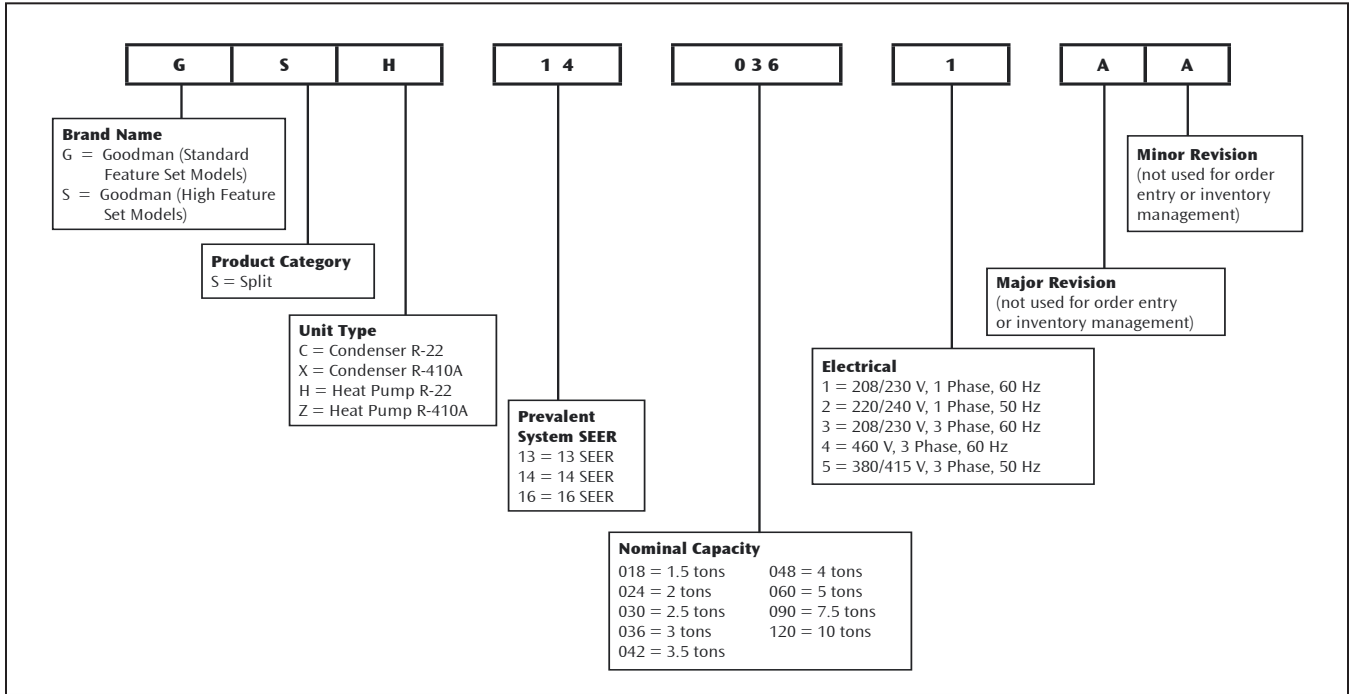 G S H 1 4 0 3 6 1 A A
Brand Name
G = Goodman (Standard
Feature Set Models)
S = Goodman (High Feature
Set Models)
Product Category
S = Split
Unit Type
C = Condenser R-22
X = Condenser R-410A
H = Heat Pump R-22
Z = Heat Pump R-410A
Prevalent
System SEER
13 = 13 SEER
14 = 14 SEER
16 = 16 SEER
Nominal Capacity
018 = 1.5 tons
024 = 2 tons
030 = 2.5 tons
036 = 3 tons
042 = 3.5 tons
048 = 4 tons
060 = 5 tons
090 = 7.5 tons
120 = 10 tons
Electrical
1 = 208/230 V, 1 Phase, 60 Hz
2 = 220/240 V, 1 Phase, 50 Hz
3 = 208/230 V, 3 Phase, 60 Hz
4 = 460 V, 3 Phase, 60 Hz
5 = 380/415 V, 3 Phase, 50 Hz
Major Revision
(not used for order entry
or inventory management)
Minor Revision
(not used for order
entry or inventory
management)